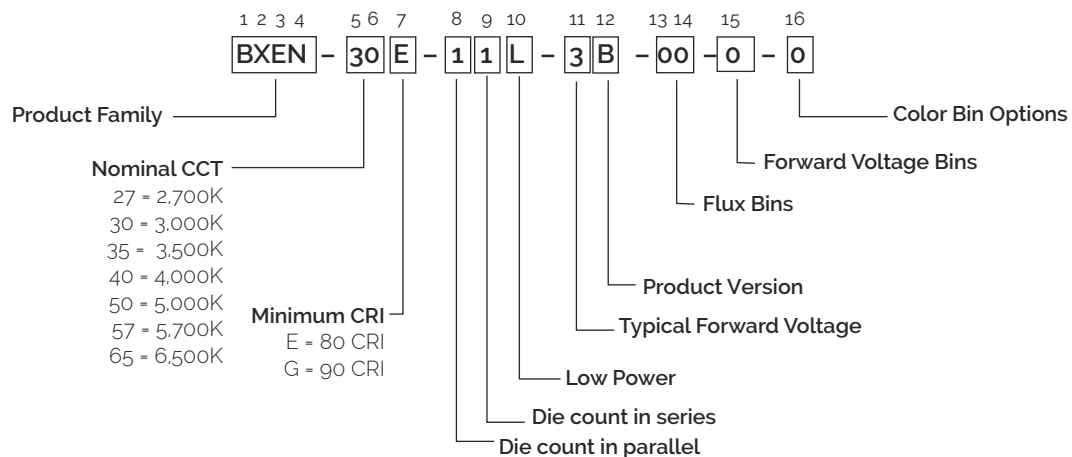 1 2 3 4 5 6 7 8 9 10 11 12 13 14 15 16
BXEN – 30 E – 1 1 L – 3 B – 00 – 0 – 0
Product Family
Color Bin Options
Nominal CCT
27 = 2,700K
30 = 3,000K
35 = 3,500K
40 = 4,000K
50 = 5,000K
57 = 5,700K
65 = 6,500K
Forward Voltage Bins
Flux Bins
Minimum CRI
E = 80 CRI
G = 90 CRI
Product Version
Typical Forward Voltage
Low Power
Die count in series
Die count in parallel